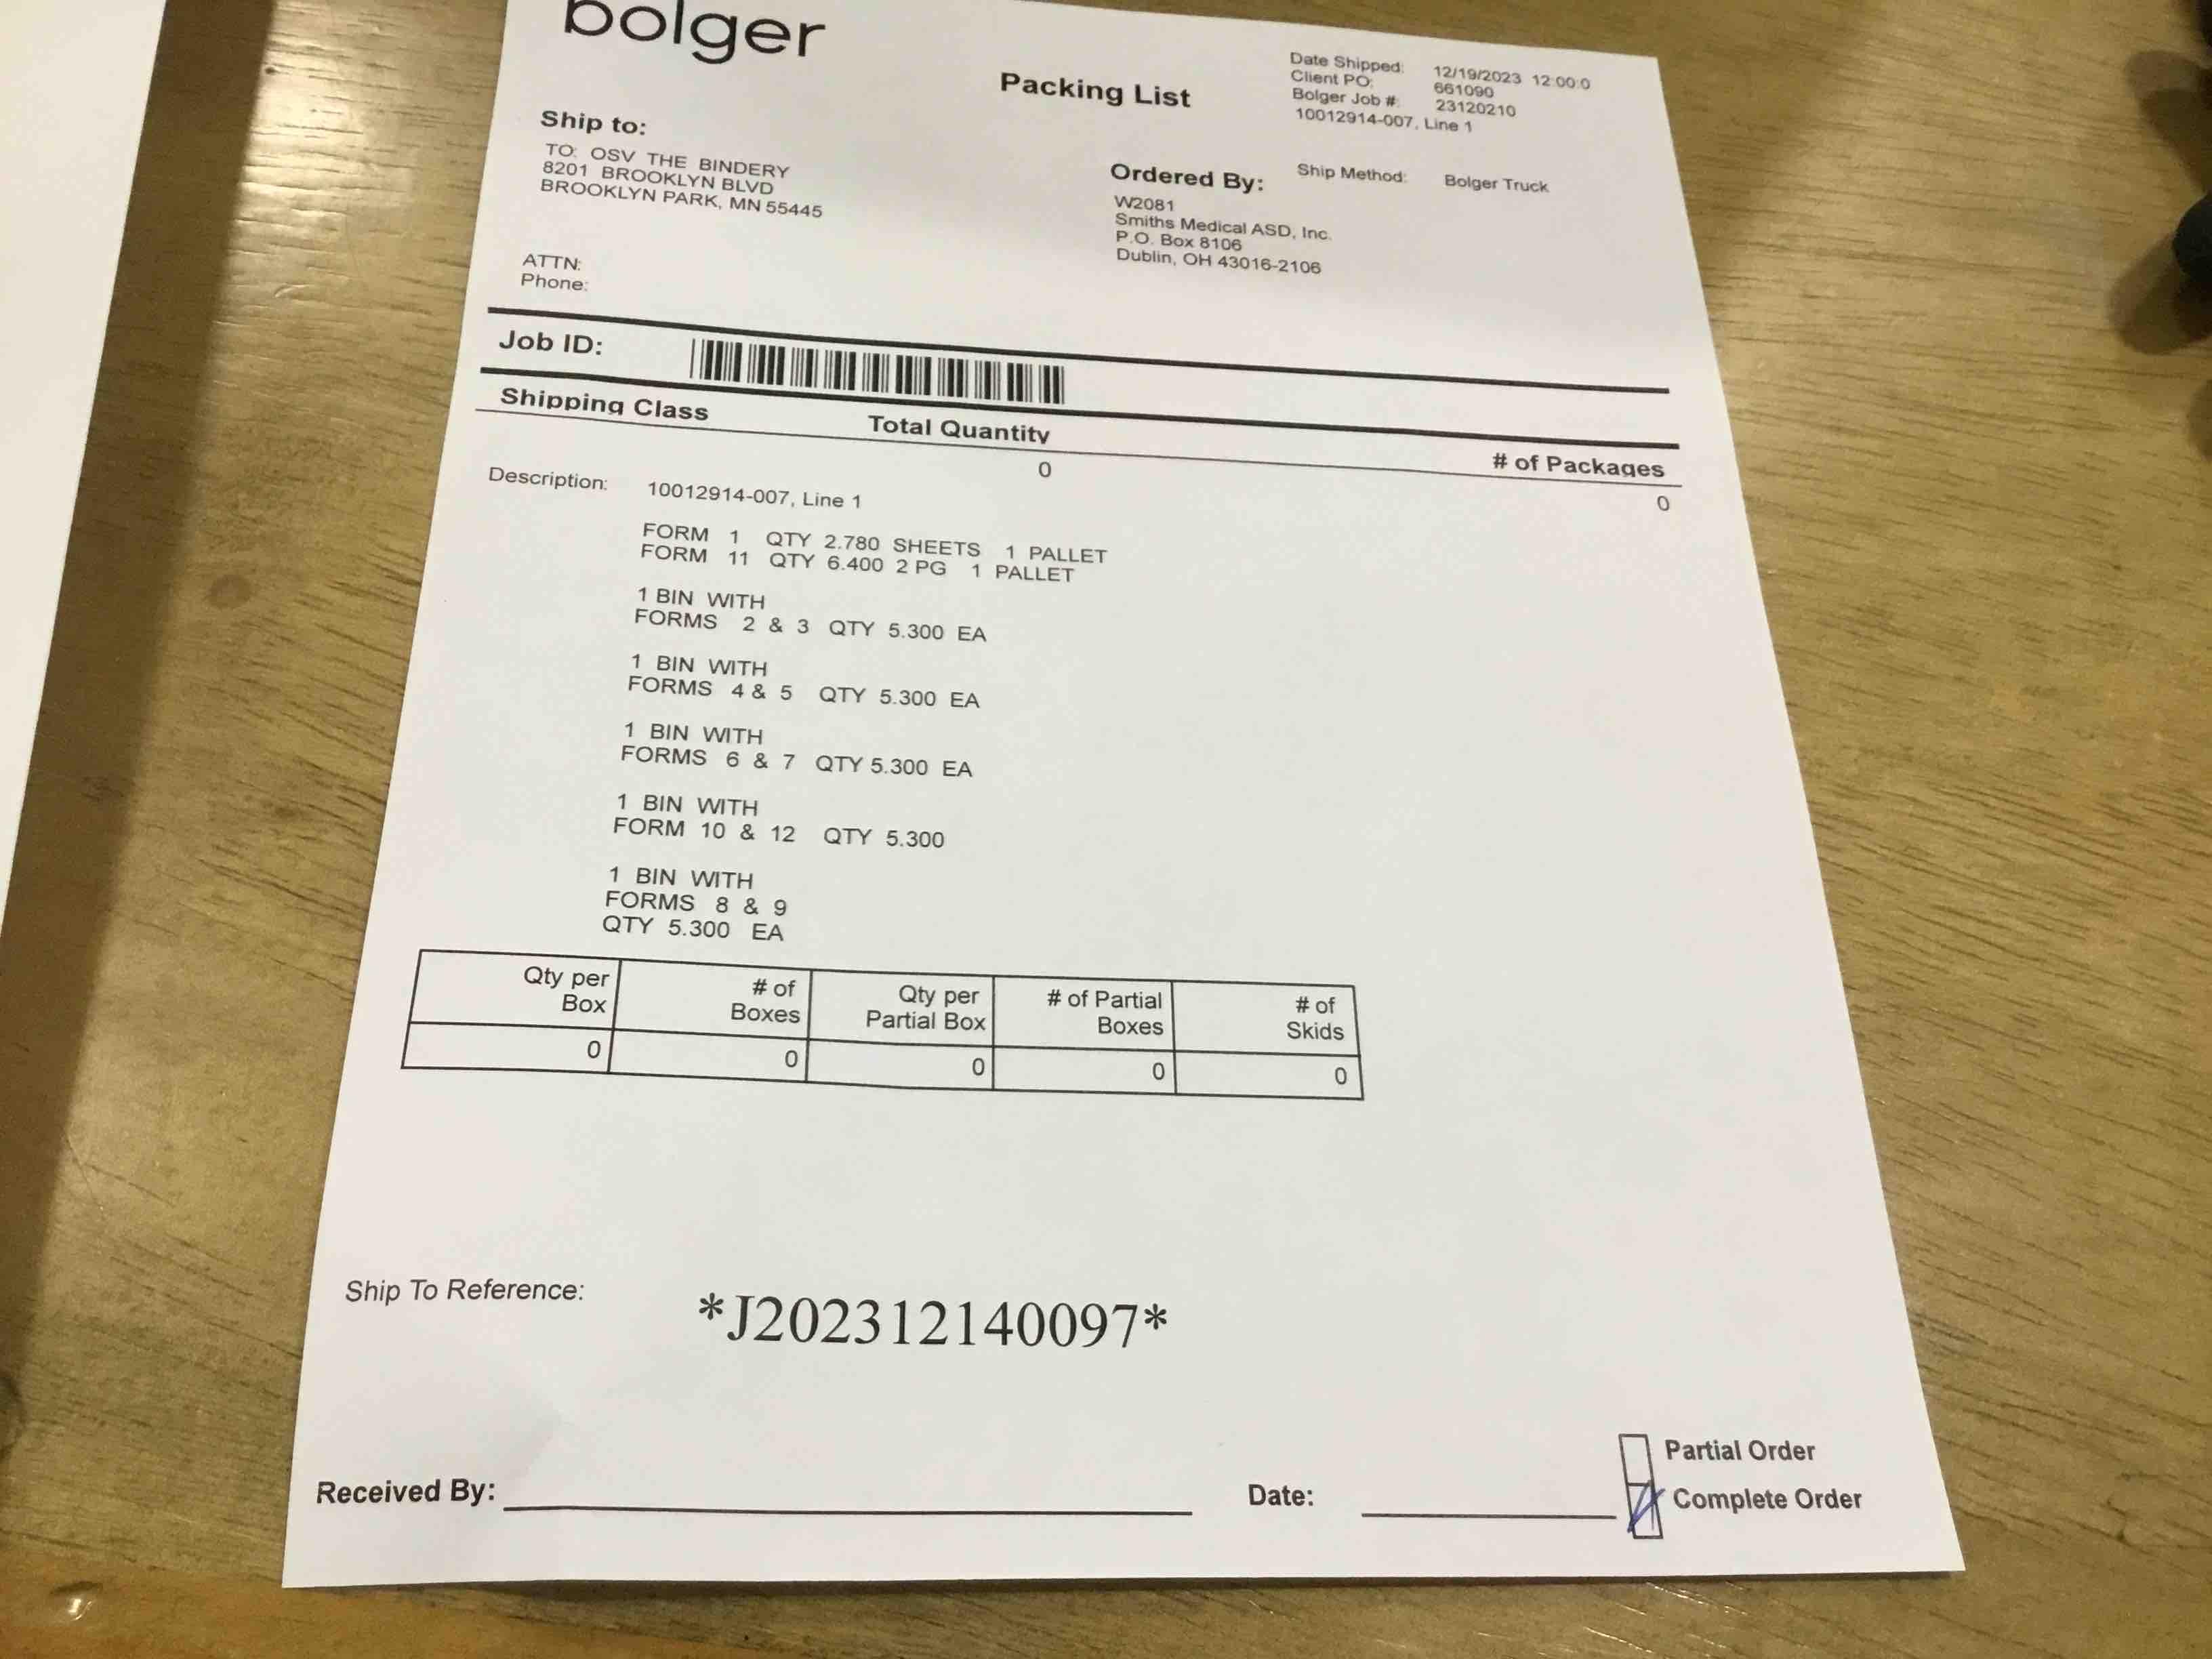 bolger
Packing List
Date Shipped: 12/19/2023 12:00:0
Client PO: 661090
Bolger Job #: 23120210
10012914-007, Line 1
Ship to:
TO: OSV THE BINDERY
8201 BROOKLYN BLVD
BROOKLYN PARK, MN 55445
Ordered By:
Ship Method: Bolger Truck
W2081
Smiths Medical ASD, Inc.
P.O. Box 8106
Dublin, OH 43016-2106
ATTN:
Phone:
Job ID:
Shipping Class Total Quantity # of Packages
0 0
Description: 10012914-007, Line 1
FORM 1 QTY 2.780 SHEETS 1 PALLET
FORM 11 QTY 6.400 2 PG 1 PALLET
1 BIN WITH
FORMS 2 & 3 QTY 5.300 EA
1 BIN WITH
FORMS 4 & 5 QTY 5.300 EA
1 BIN WITH
FORMS 6 & 7 QTY 5.300 EA
1 BIN WITH
FORM 10 & 12 QTY 5.300
1 BIN WITH
FORMS 8 & 9
QTY 5.300 EA
Qty per Box # of Boxes Qty per Partial Box # of Partial Boxes # of Skids
0 0 0 0 0
Ship To Reference: *J202312140097*
Partial Order
Received By: Date: Complete Order